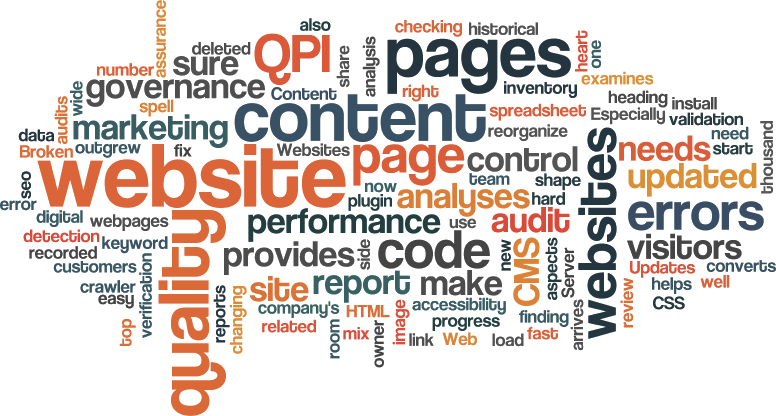 assurance
also
checking historical
deleted
QPI
share
analysis
pages
heart
one
number
sure
examines
wide
governance
Content
right
inventory
audits
spell
content
spreadsheet
heading install
Especially validation
data
marketing
reorganize
need
Broken outgrew fix
Websites
page
control
websites
needs
start
thousand
seo
website
now
team
shape
updated
error
plugin
analyses
hard
digital webpages
quality
performance
use
audit
errors
detection keyword
recorded
provides
side
code
new
CMS
aspects
Server
visitors
customers
verification
Updates converts
crawler
easy
reports
changing
site
report
make
review
helps well
CSS
top
company's HTML
image
accessibility
finding
arrives
related
room
mix
owner
progress
fast
link Web load